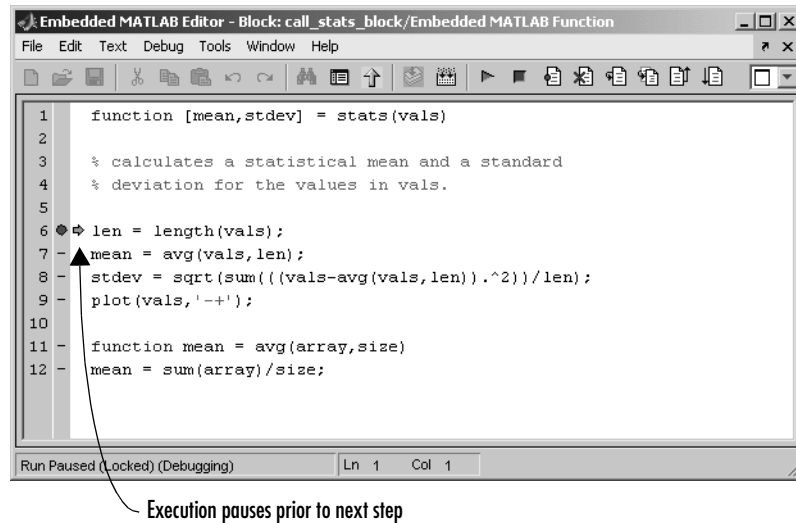 Embedded MATLAB Editor - Block: call_stats_block/Embedded MATLAB Function
File Edit Text Debug Tools Window Help
1 function [mean,stdev] = stats(vals)
2
3 % calculates a statistical mean and a standard
4 % deviation for the values in vals.
5
6 len = length(vals);
7 - mean = avg(vals,len);
8 - stdev = sqrt(sum(((vals-avg(vals,len)).^2))/len);
9 - plot(vals,'-+');
10
11 - function mean = avg(array,size)
12 - mean = sum(array)/size;
Run Paused (Locked) (Debugging) Ln 1 Col 1
Execution pauses prior to next step